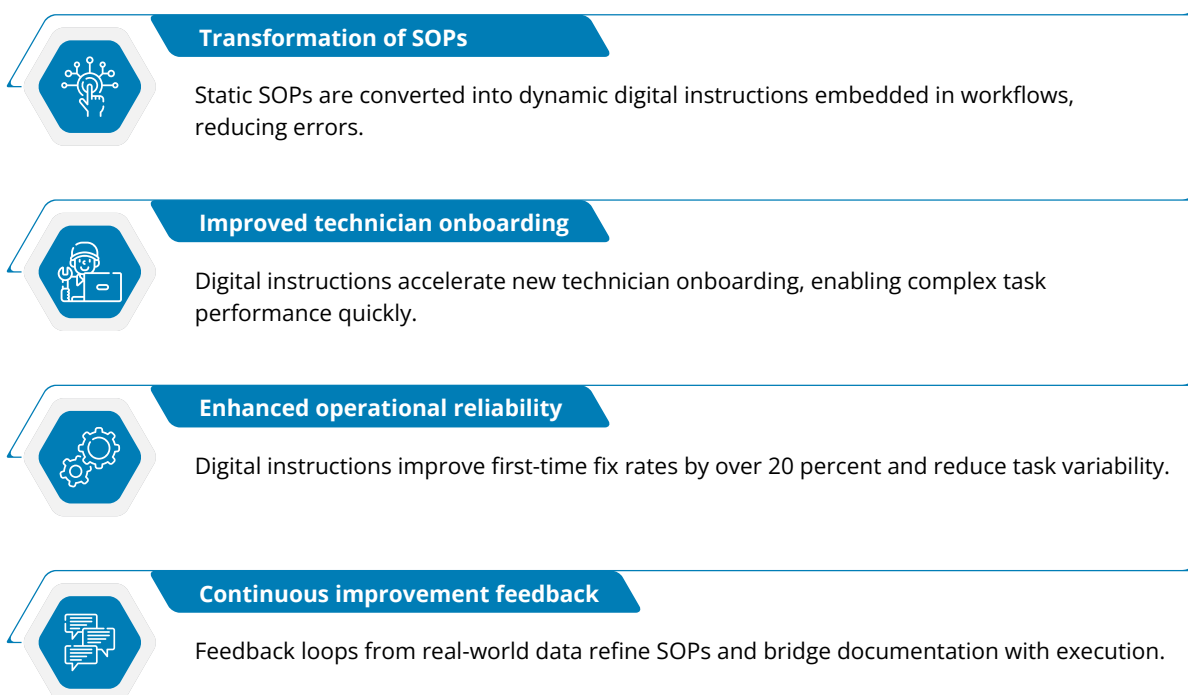 Transformation of SOPs
Static SOPs are converted into dynamic digital instructions embedded in workflows,
reducing errors.
Improved technician onboarding
Digital instructions accelerate new technician onboarding, enabling complex task
performance quickly.
Enhanced operational reliability
Digital instructions improve first-time fix rates by over 20 percent and reduce task variability.
Continuous improvement feedback
Feedback loops from real-world data refine SOPs and bridge documentation with execution.